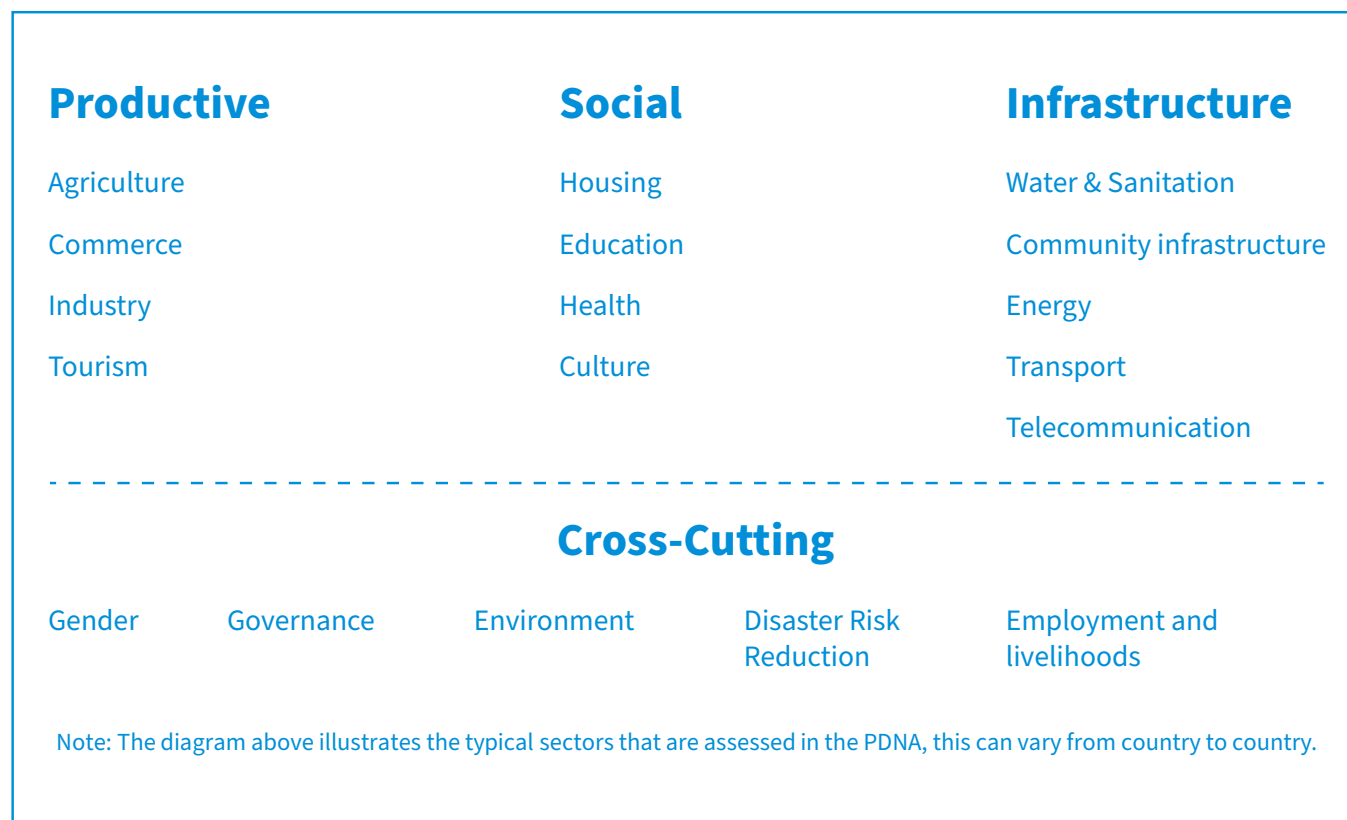 Productive
Agriculture
Commerce
Industry
Tourism
Social
Housing
Education
Health
Culture
Infrastructure
Water & Sanitation
Community infrastructure
Energy
Transport
Telecommunication
Cross-Cutting
Gender
Governance
Environment
Disaster Risk
Reduction
Employment and
livelihoods
Note: The diagram above illustrates the typical sectors that are assessed in the PDNA, this can vary from country to country.